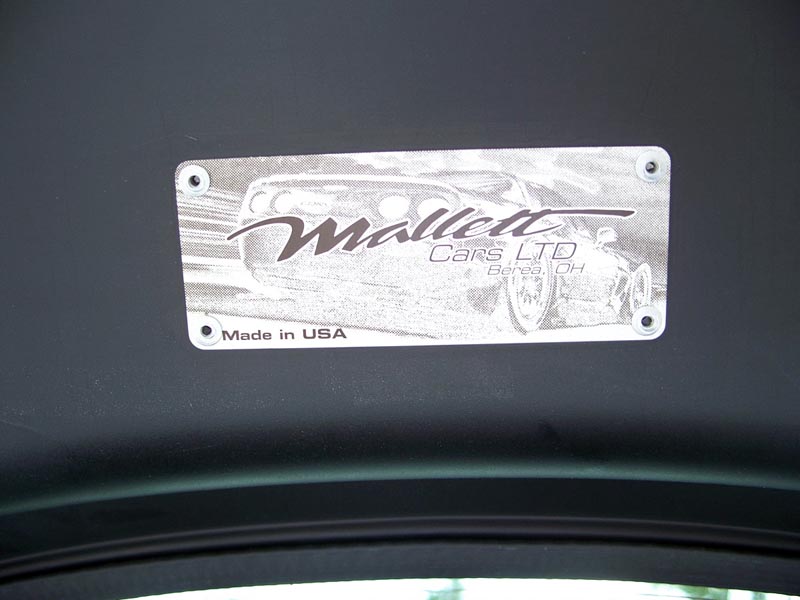 Mallett
Cars LTD
Berea, OH
Made in USA